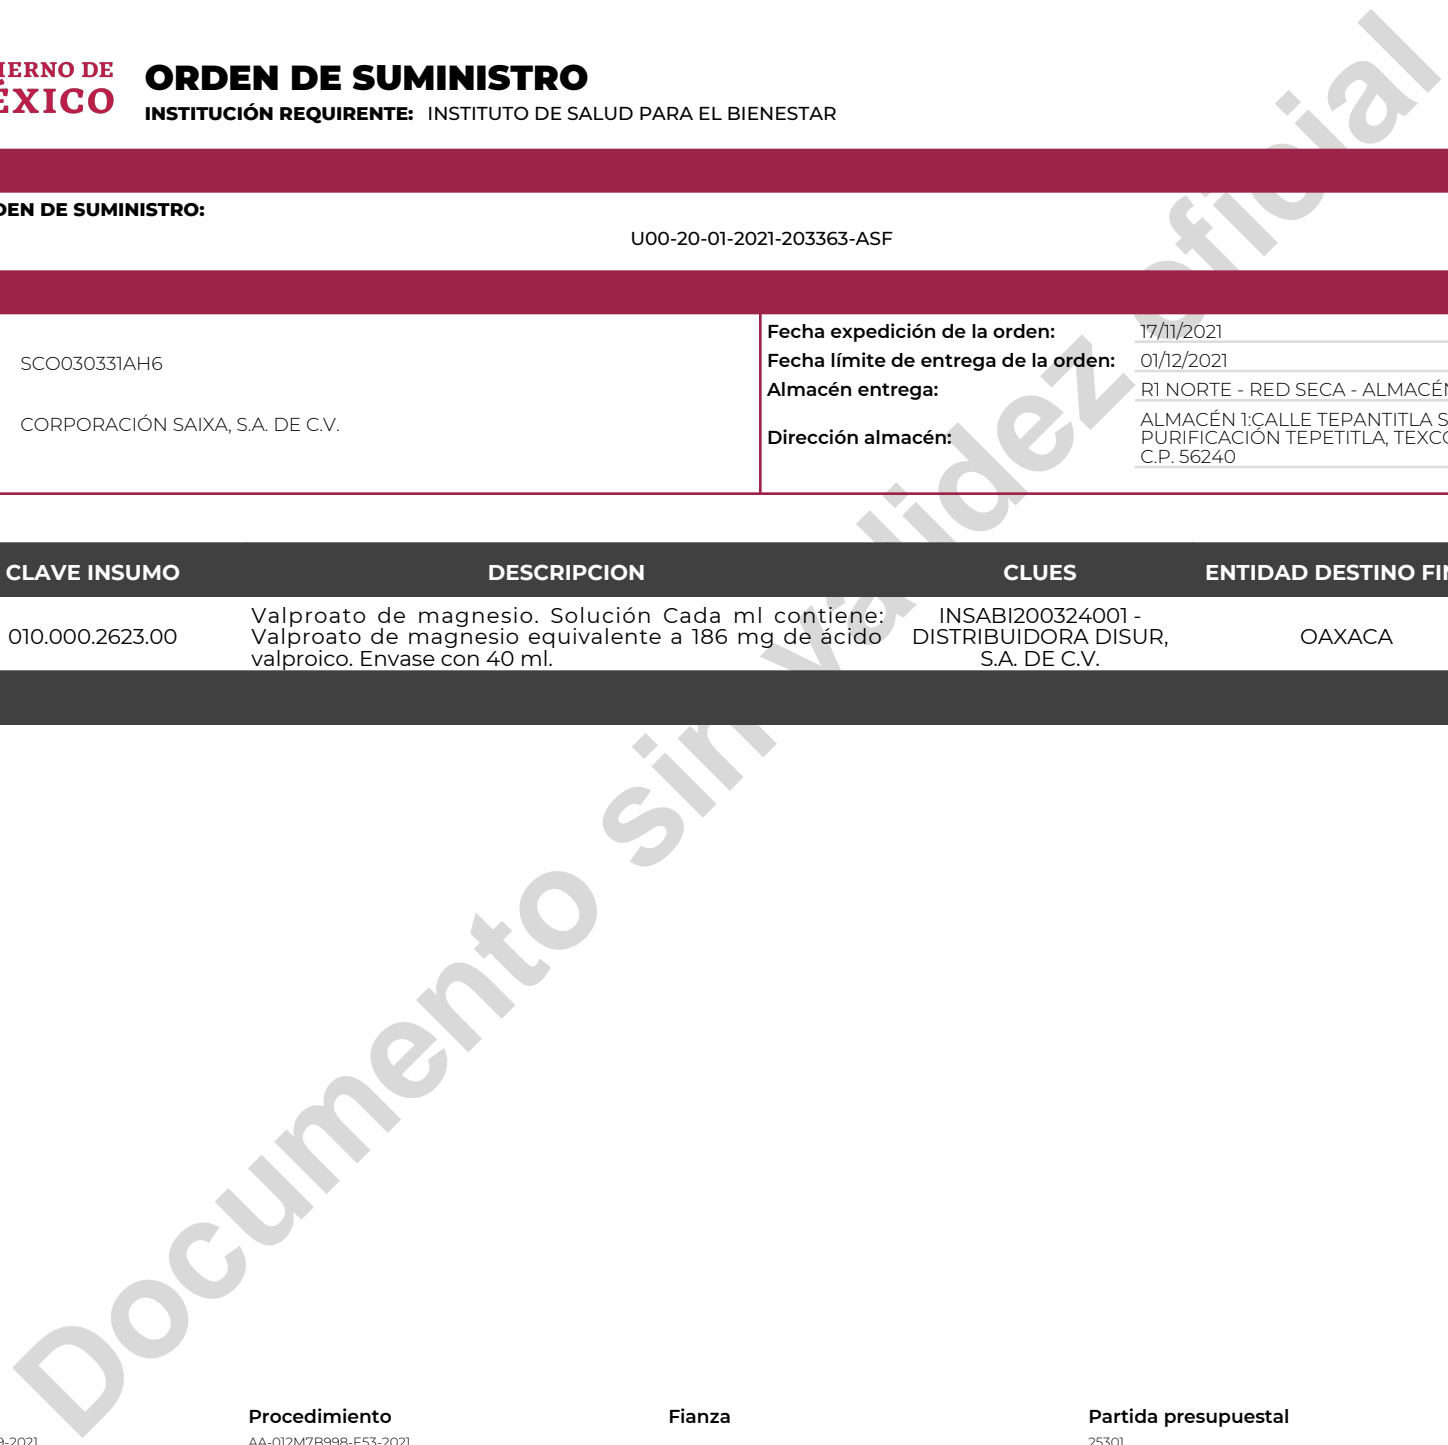 IERNO DE
ÉXICO
ORDEN DE SUMINISTRO
INSTITUCIÓN REQUIRENTE: INSTITUTO DE SALUD PARA EL BIENESTAR
DEN DE SUMINISTRO:
U00-20-01-2021-203363-ASF
SCO030331AH6
CORPORACIÓN SAIXA, S.A. DE C.V.
Fecha expedición de la orden: 17/11/2021
Fecha límite de entrega de la orden: 01/12/2021
Almacén entrega: R1 NORTE - RED SECA - ALMACÉN
Dirección almacén:
ALMACÉN 1:CALLE TEPANTITLA S
PURIFICACIÓN TEPETITLA, TEXCO
C.P. 56240
CLAVE INSUMO DESCRIPCION CLUES ENTIDAD DESTINO FIN
010.000.2623.00
Valproato de magnesio. Solución Cada ml contiene:
Valproato de magnesio equivalente a 186 mg de ácido
valproico. Envase con 40 ml.
INSABI200324001 -
DISTRIBUIDORA DISUR,
S.A. DE C.V.
OAXACA
Documento sin validez oficial
Procedimiento Fianza Partida presupuestal
9-2021 AA-012M7B998-E53-2021 25301